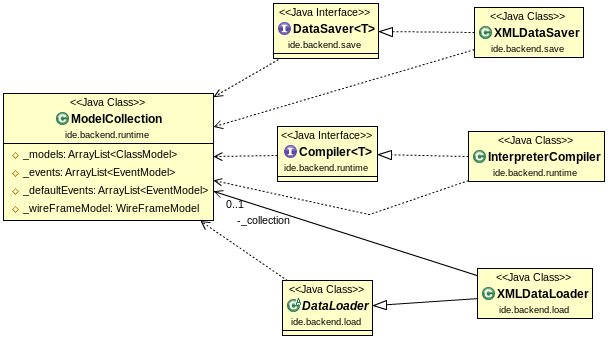 <<Java Interface>>
DataSaver<T>
ide.backend.save
<<Java Class>>
XMLDataSaver
ide.backend.save
<<Java Class>>
ModelCollection
ide.backend.runtime
_models: ArrayList<ClassModel>
_events: ArrayList<EventModel>
_defaultEvents: ArrayList<EventModel>
_wireFrameModel: WireFrameModel
<<Java Interface>>
Compiler<T>
ide.backend.runtime
<<Java Class>>
InterpreterCompiler
ide.backend.runtime
0..1
-_collection
<<Java Class>>
DataLoader
ide.backend.load
<<Java Class>>
XMLDataLoader
ide.backend.load